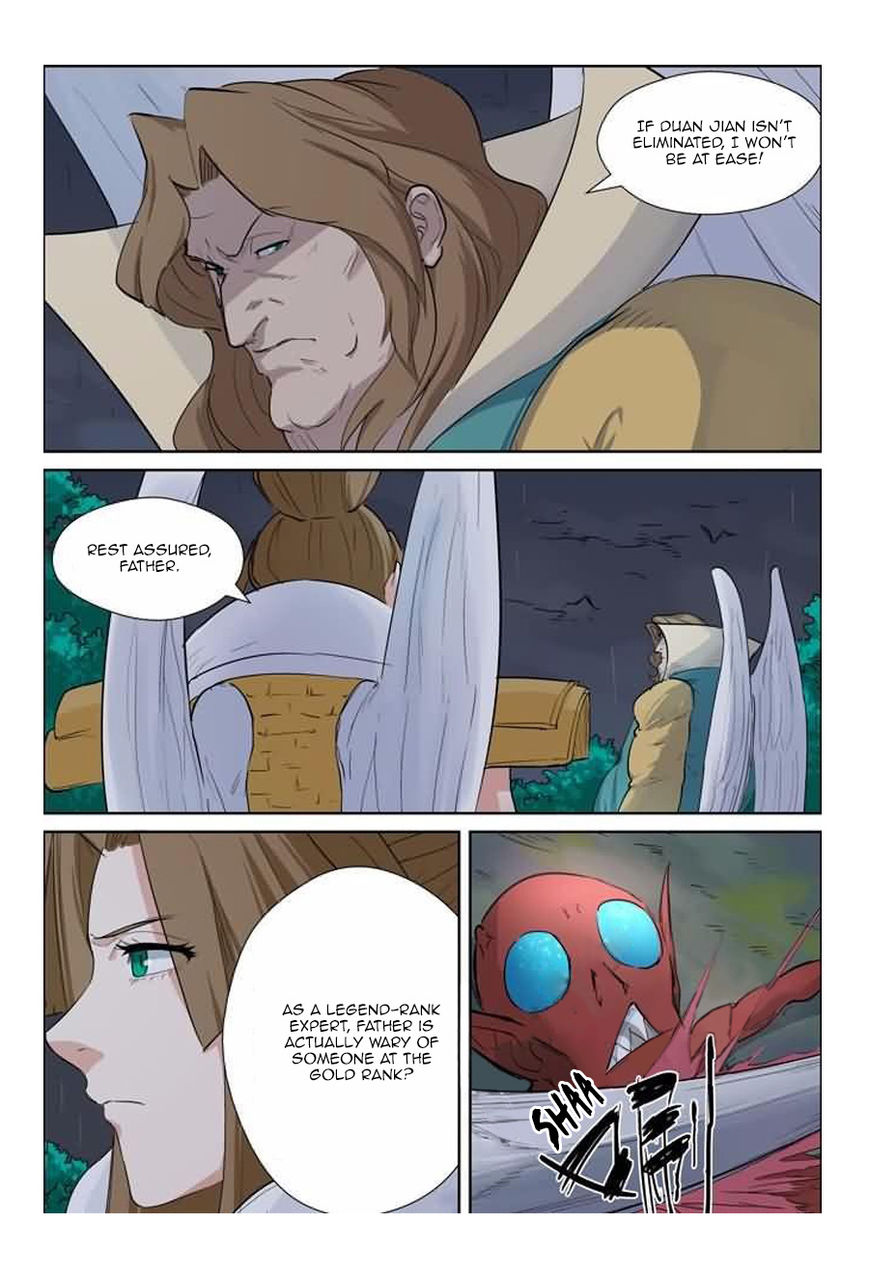 IF DUAN JIAN ISN'T
ELIMINATED, I WON'T
BE AT EASE!
REST ASSURED,
FATHER.
AS A LEGEND-RANK
EXPERT, FATHER IS
ACTUALLY WARY OF
SOMEONE AT THE
GOLD RANK?
SHAA